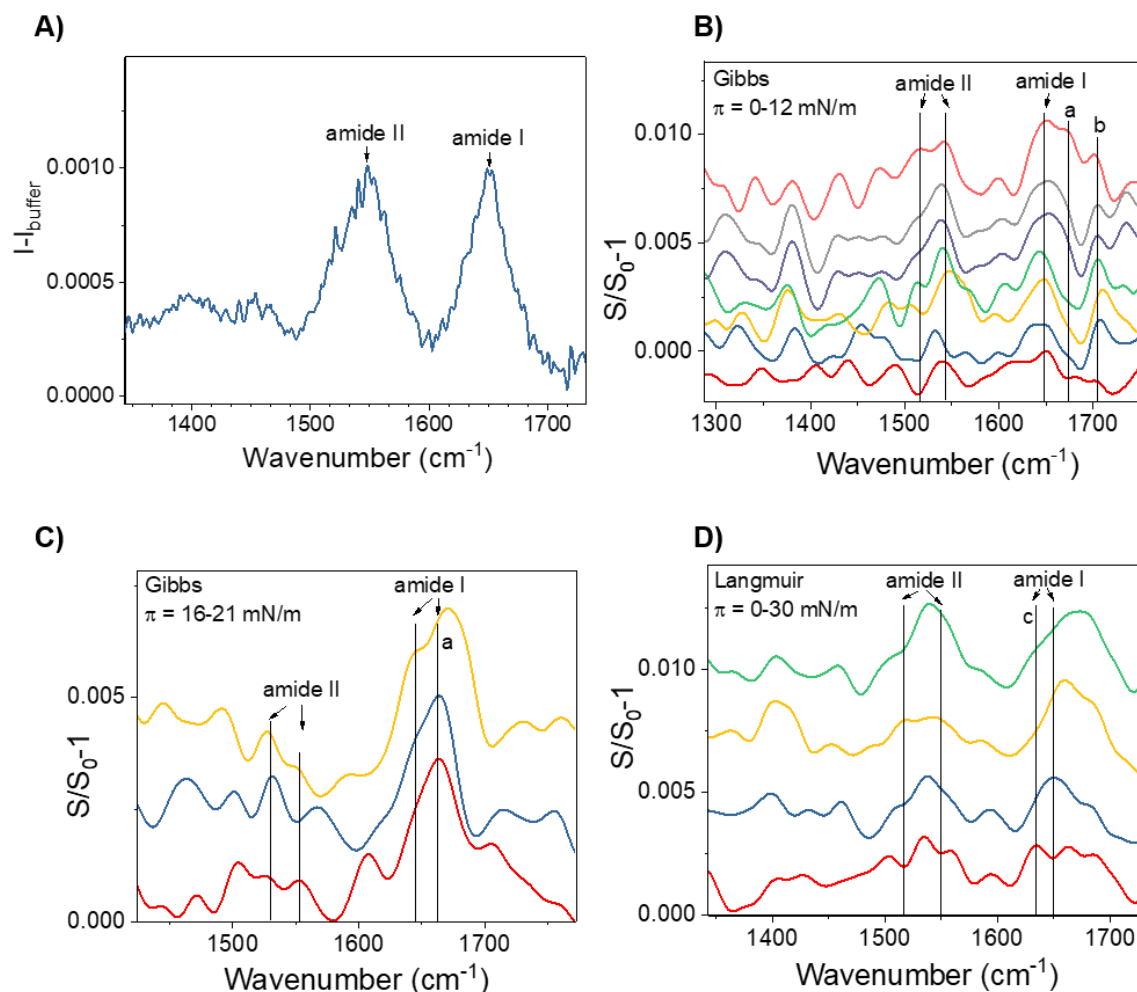 A)
amide II
amide I
0.0010
0.0005
0.0000
I-Ibuffer
1400
1500
1600
1700
Wavenumber (cm-1)
B)
Gibbs
π = 0-12 mN/m
amide II
amide I
a
b
0.010
0.005
0.000
S/S0-1
1300
1400
1500
1600
1700
Wavenumber (cm-1)
C)
Gibbs
π = 16-21 mN/m
amide I
a
amide II
0.005
0.000
S/S0-1
1500
1600
1700
Wavenumber (cm-1)
D)
Langmuir
π = 0-30 mN/m
amide II
amide I
c
0.010
0.005
0.000
S/S0-1
1400
1500
1600
1700
Wavenumber (cm-1)